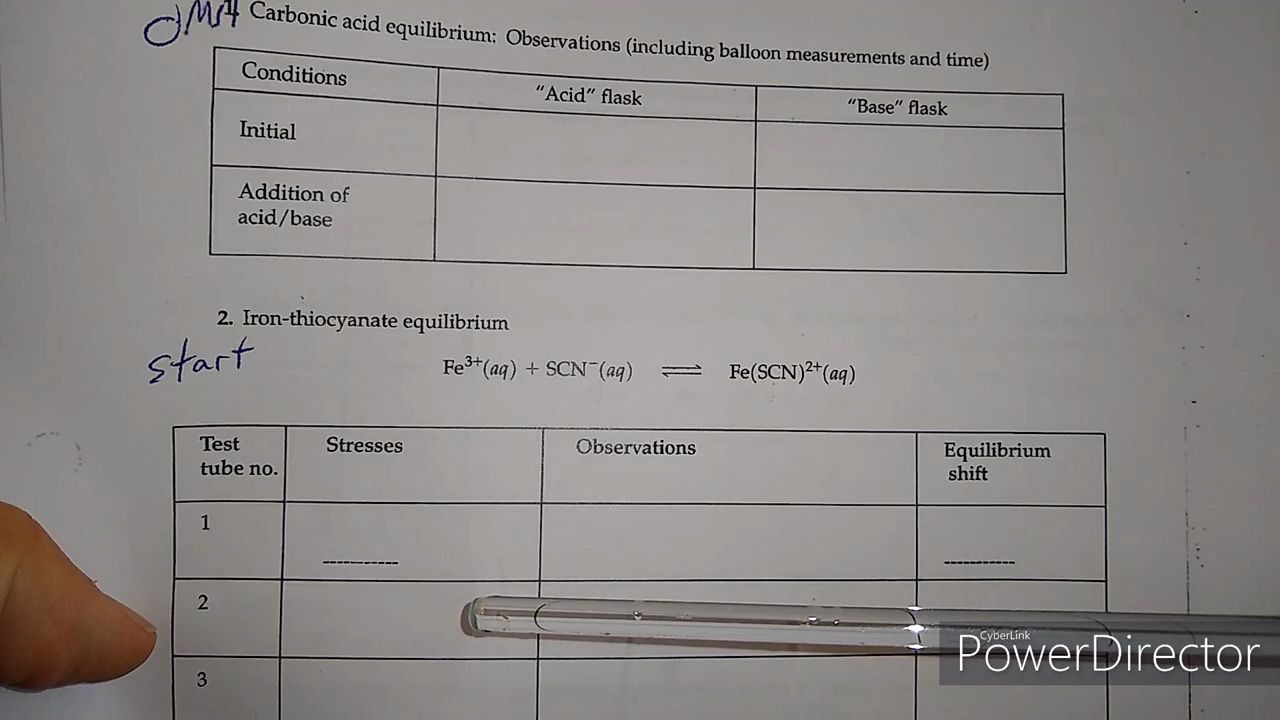 OMIT Carbonic acid equilibrium: Observations (including balloon measurements and time)
Conditions
"Acid" flask
"Base" flask
Initial
Addition of
acid/base
2. Iron-thiocyanate equilibrium
start
Fe³⁺(aq) + SCN⁻(aq) ⇌ Fe(SCN)²⁺(aq)
Test
tube no.
Stresses
Observations
Equilibrium
shift
1
2
3
CyberLink
PowerDirector